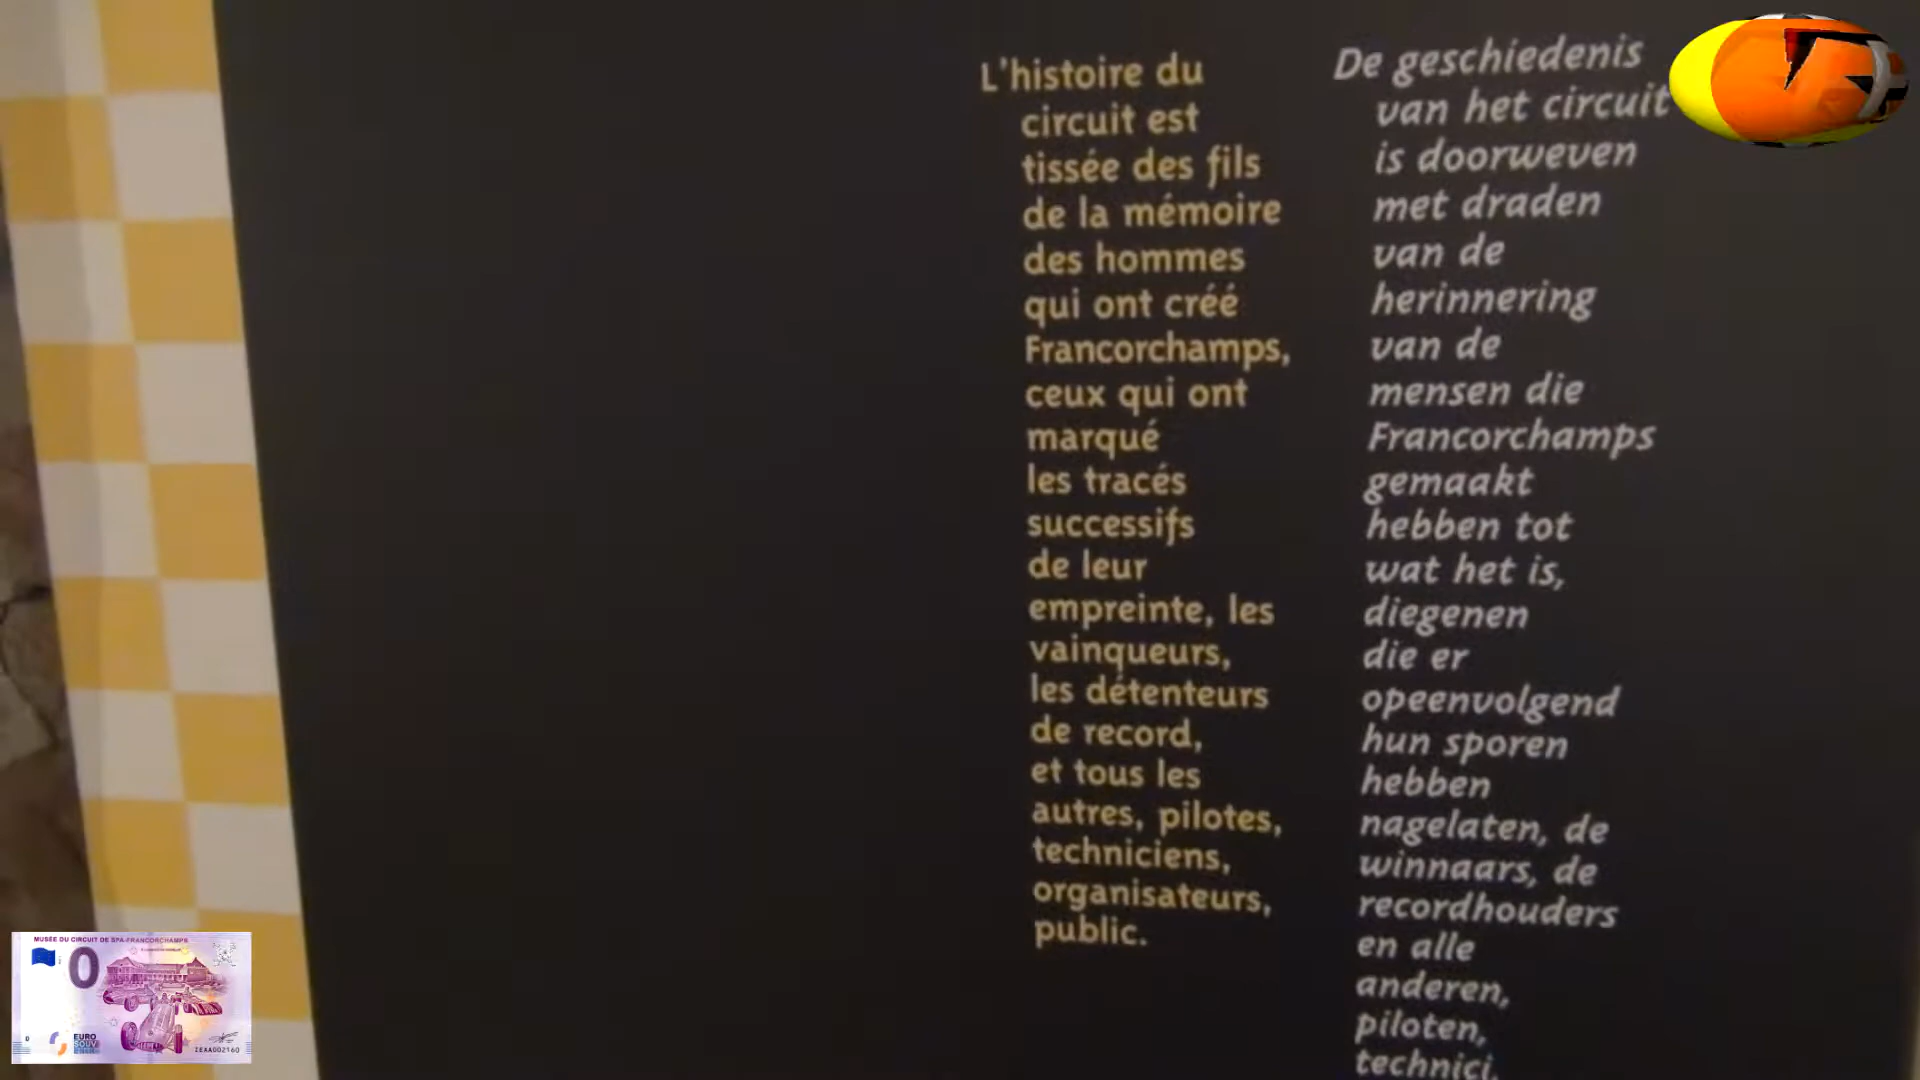 L'histoire du
circuit est
tissée des fils
de la mémoire
des hommes
qui ont créé
Francorchamps,
ceux qui ont
marqué
les tracés
successifs
de leur
empreinte, les
vainqueurs,
les détenteurs
de record,
et tous les
autres, pilotes,
techniciens,
organisateurs,
public.
De geschiedenis
van het circuit
is doorweven
met draden
van de
herinnering
van de
mensen die
Francorchamps
gemaakt
hebben tot
wat het is,
diegenen
die er
opeenvolgend
hun sporen
hebben
nagelaten, de
winnaars, de
recordhouders
en alle
anderen,
piloten,
technici,
MUSÉE DU CIRCUIT DE SPA-FRANCORCHAMPS
0
EURO
SOUV
ZEAA002160